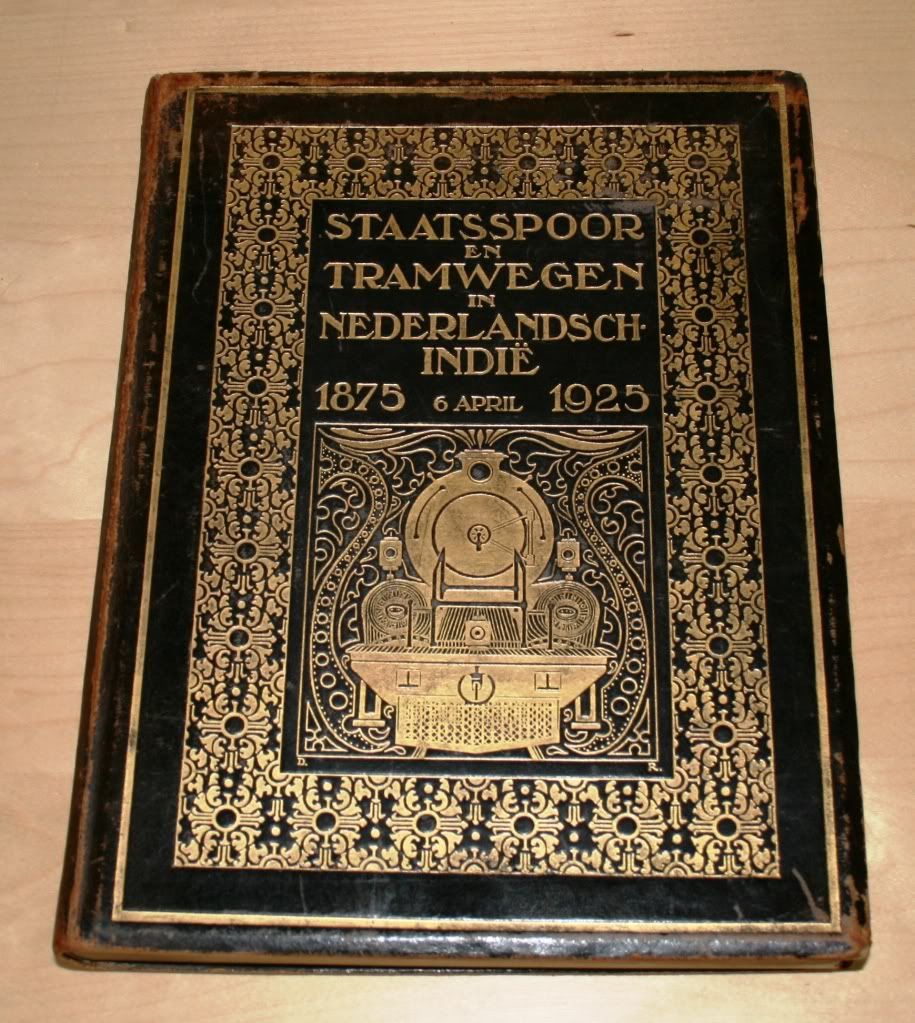 STAATSSPOOR
EN
TRAMWEGEN
IN
NEDERLANDSCH-
INDIË
1875 6 APRIL 1925
D. R.